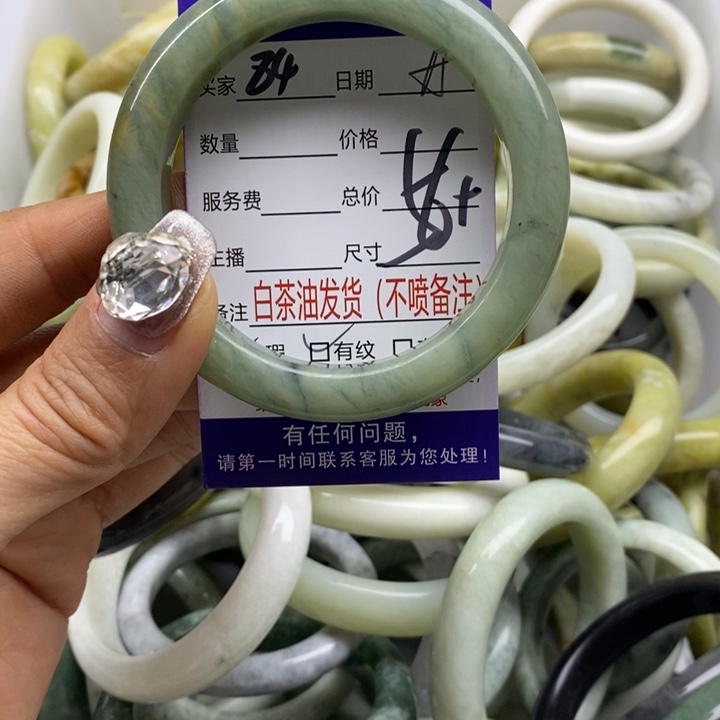 买家 84 日期
数量 价格
服务费 总价
主播 尺寸
备注 白茶油发货（不喷备注）
理 有纹
有任何问题，
请第一时间联系客服为您处理！